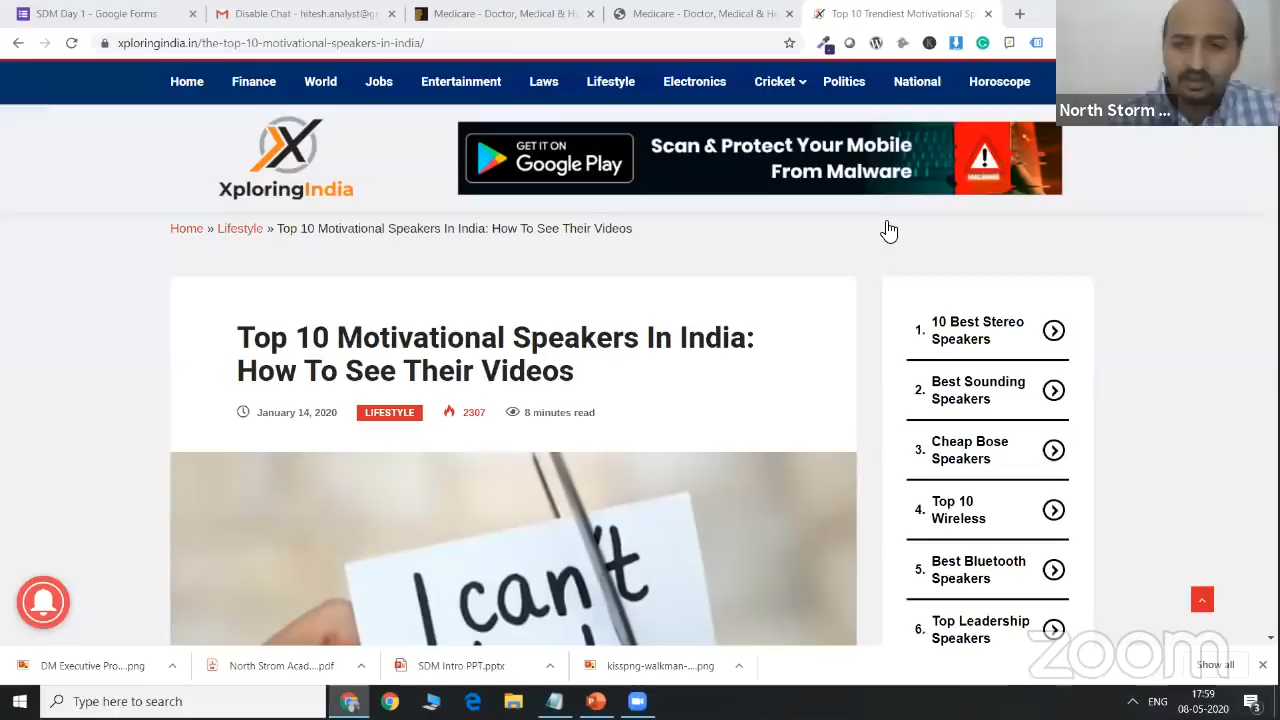 SDM Day 1 - Google Forms
Disable Chat - hitesh.analyst@gr
Medicare - Doctor, Medical & Hu
Medicare - Doctor, Medical & He
Top 10 Trendiest Motivational Sp
xploringindia.in/the-top-10-motivational-speakers-in-india/
Home Finance World Jobs Entertainment Laws Lifestyle Electronics Cricket Politics National Horoscope
North Storm ...
XploringIndia
GET IT ON
Google Play
Scan & Protect Your Mobile
From Malware
MALWARE
Home » Lifestyle » Top 10 Motivational Speakers In India: How To See Their Videos
Top 10 Motivational Speakers In India:
How To See Their Videos
January 14, 2020 LIFESTYLE 2307 8 minutes read
I can't
1. 10 Best Stereo
Speakers
2. Best Sounding
Speakers
3. Cheap Bose
Speakers
4. Top 10
Wireless
5. Best Bluetooth
Speakers
6. Top Leadership
Speakers
zoom
DM Executive Pro....png
North Strom Acad....pdf
SDM Intro PPT.pptx
kisspng-walkman-....png
Show all
Type here to search
ENG
17:59
08-05-2020
3